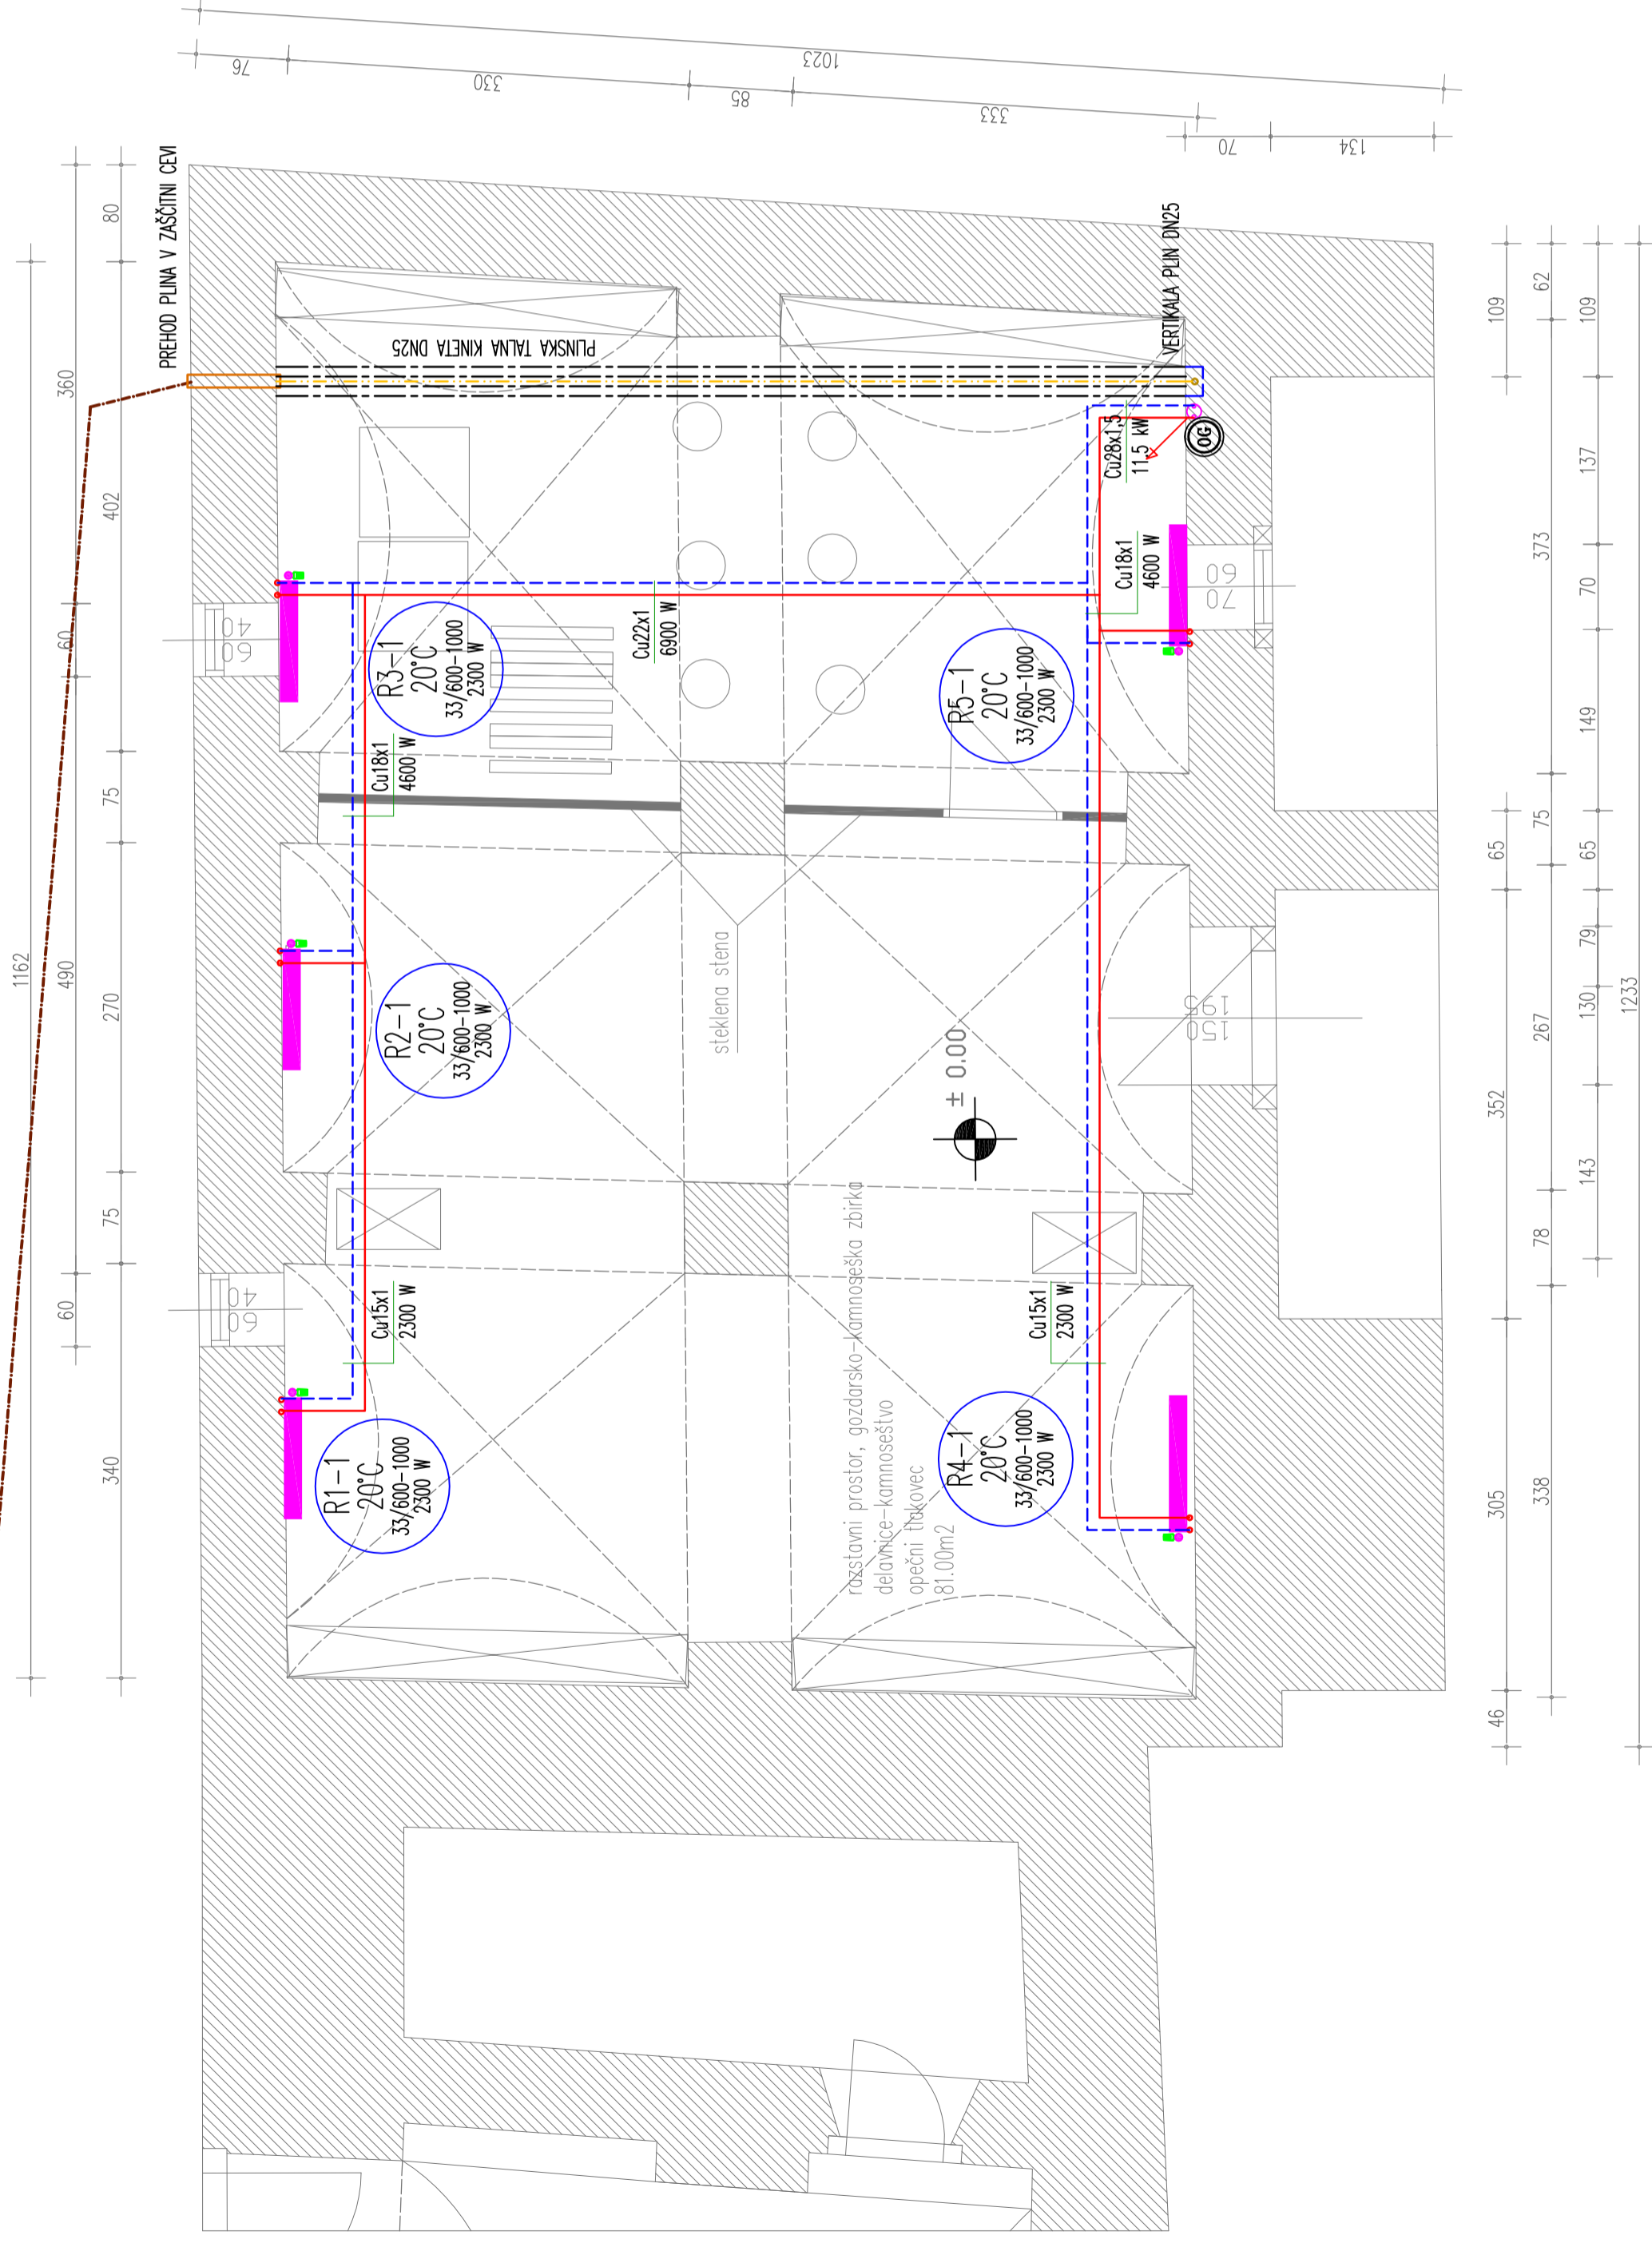 1023
76
330
85
333
70
134
PREHOD PLINA V ZAŠČITNI CEVI
VERTIKALA PLIN DN25
PLINSKA TALNA KINETA DN25
80
360
402
60
75
1162
490
270
75
60
340
40
60
40
60
109
62
109
137
373
70
149
75
65
65
79
130
267
1233
352
143
78
305
338
46
Cu28x1,5
11,5 kW
OG
Cu18x1
4600 W
60
70
R3-1
20°C
33/600-1000
2300 W
Cu22x1
6900 W
R5-1
20°C
33/600-1000
2300 W
Cu18x1
4600 W
R2-1
20°C
33/600-1000
2300 W
steklena stena
± 0.00
195
150
Cu15x1
2300 W
Cu15x1
2300 W
R1-1
20°C
33/600-1000
2300 W
R4-1
20°C
33/600-1000
2300 W
razstavni prostor, gozdarsko-kamnoseška zbirka
delavnice-kamnoseštvo
opečni tlakovec
81.00m2